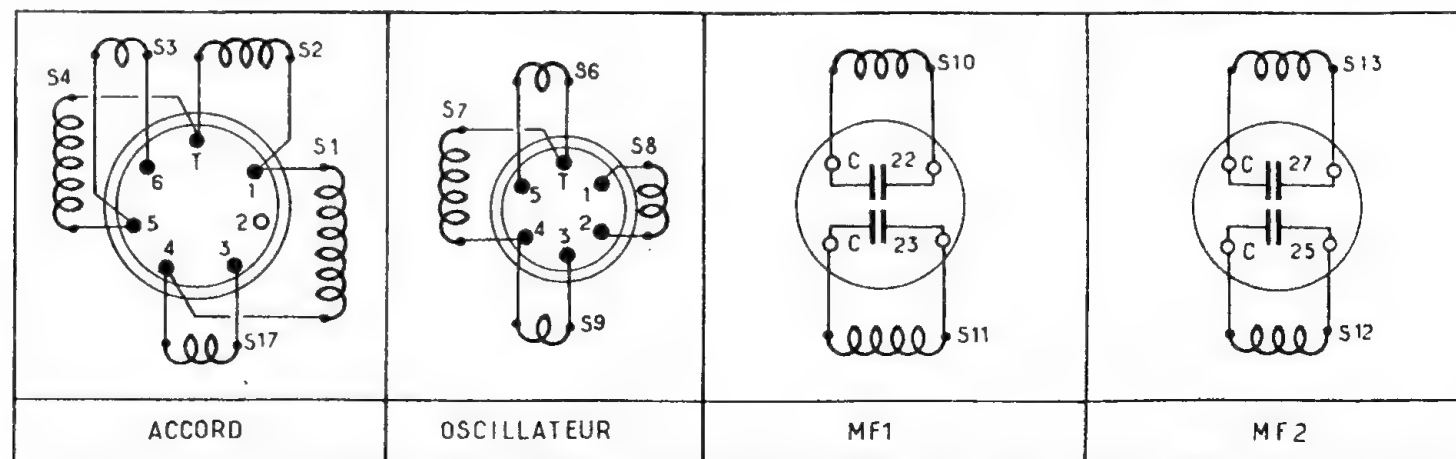 S3
S2
S4
S1
T
6
1
5
2
4
3
S17
S6
S7
S8
T
5
1
4
2
3
S9
S10
C 22
C 23
S11
S13
C 27
C 25
S12
ACCORD
OSCILLATEUR
MF1
MF2